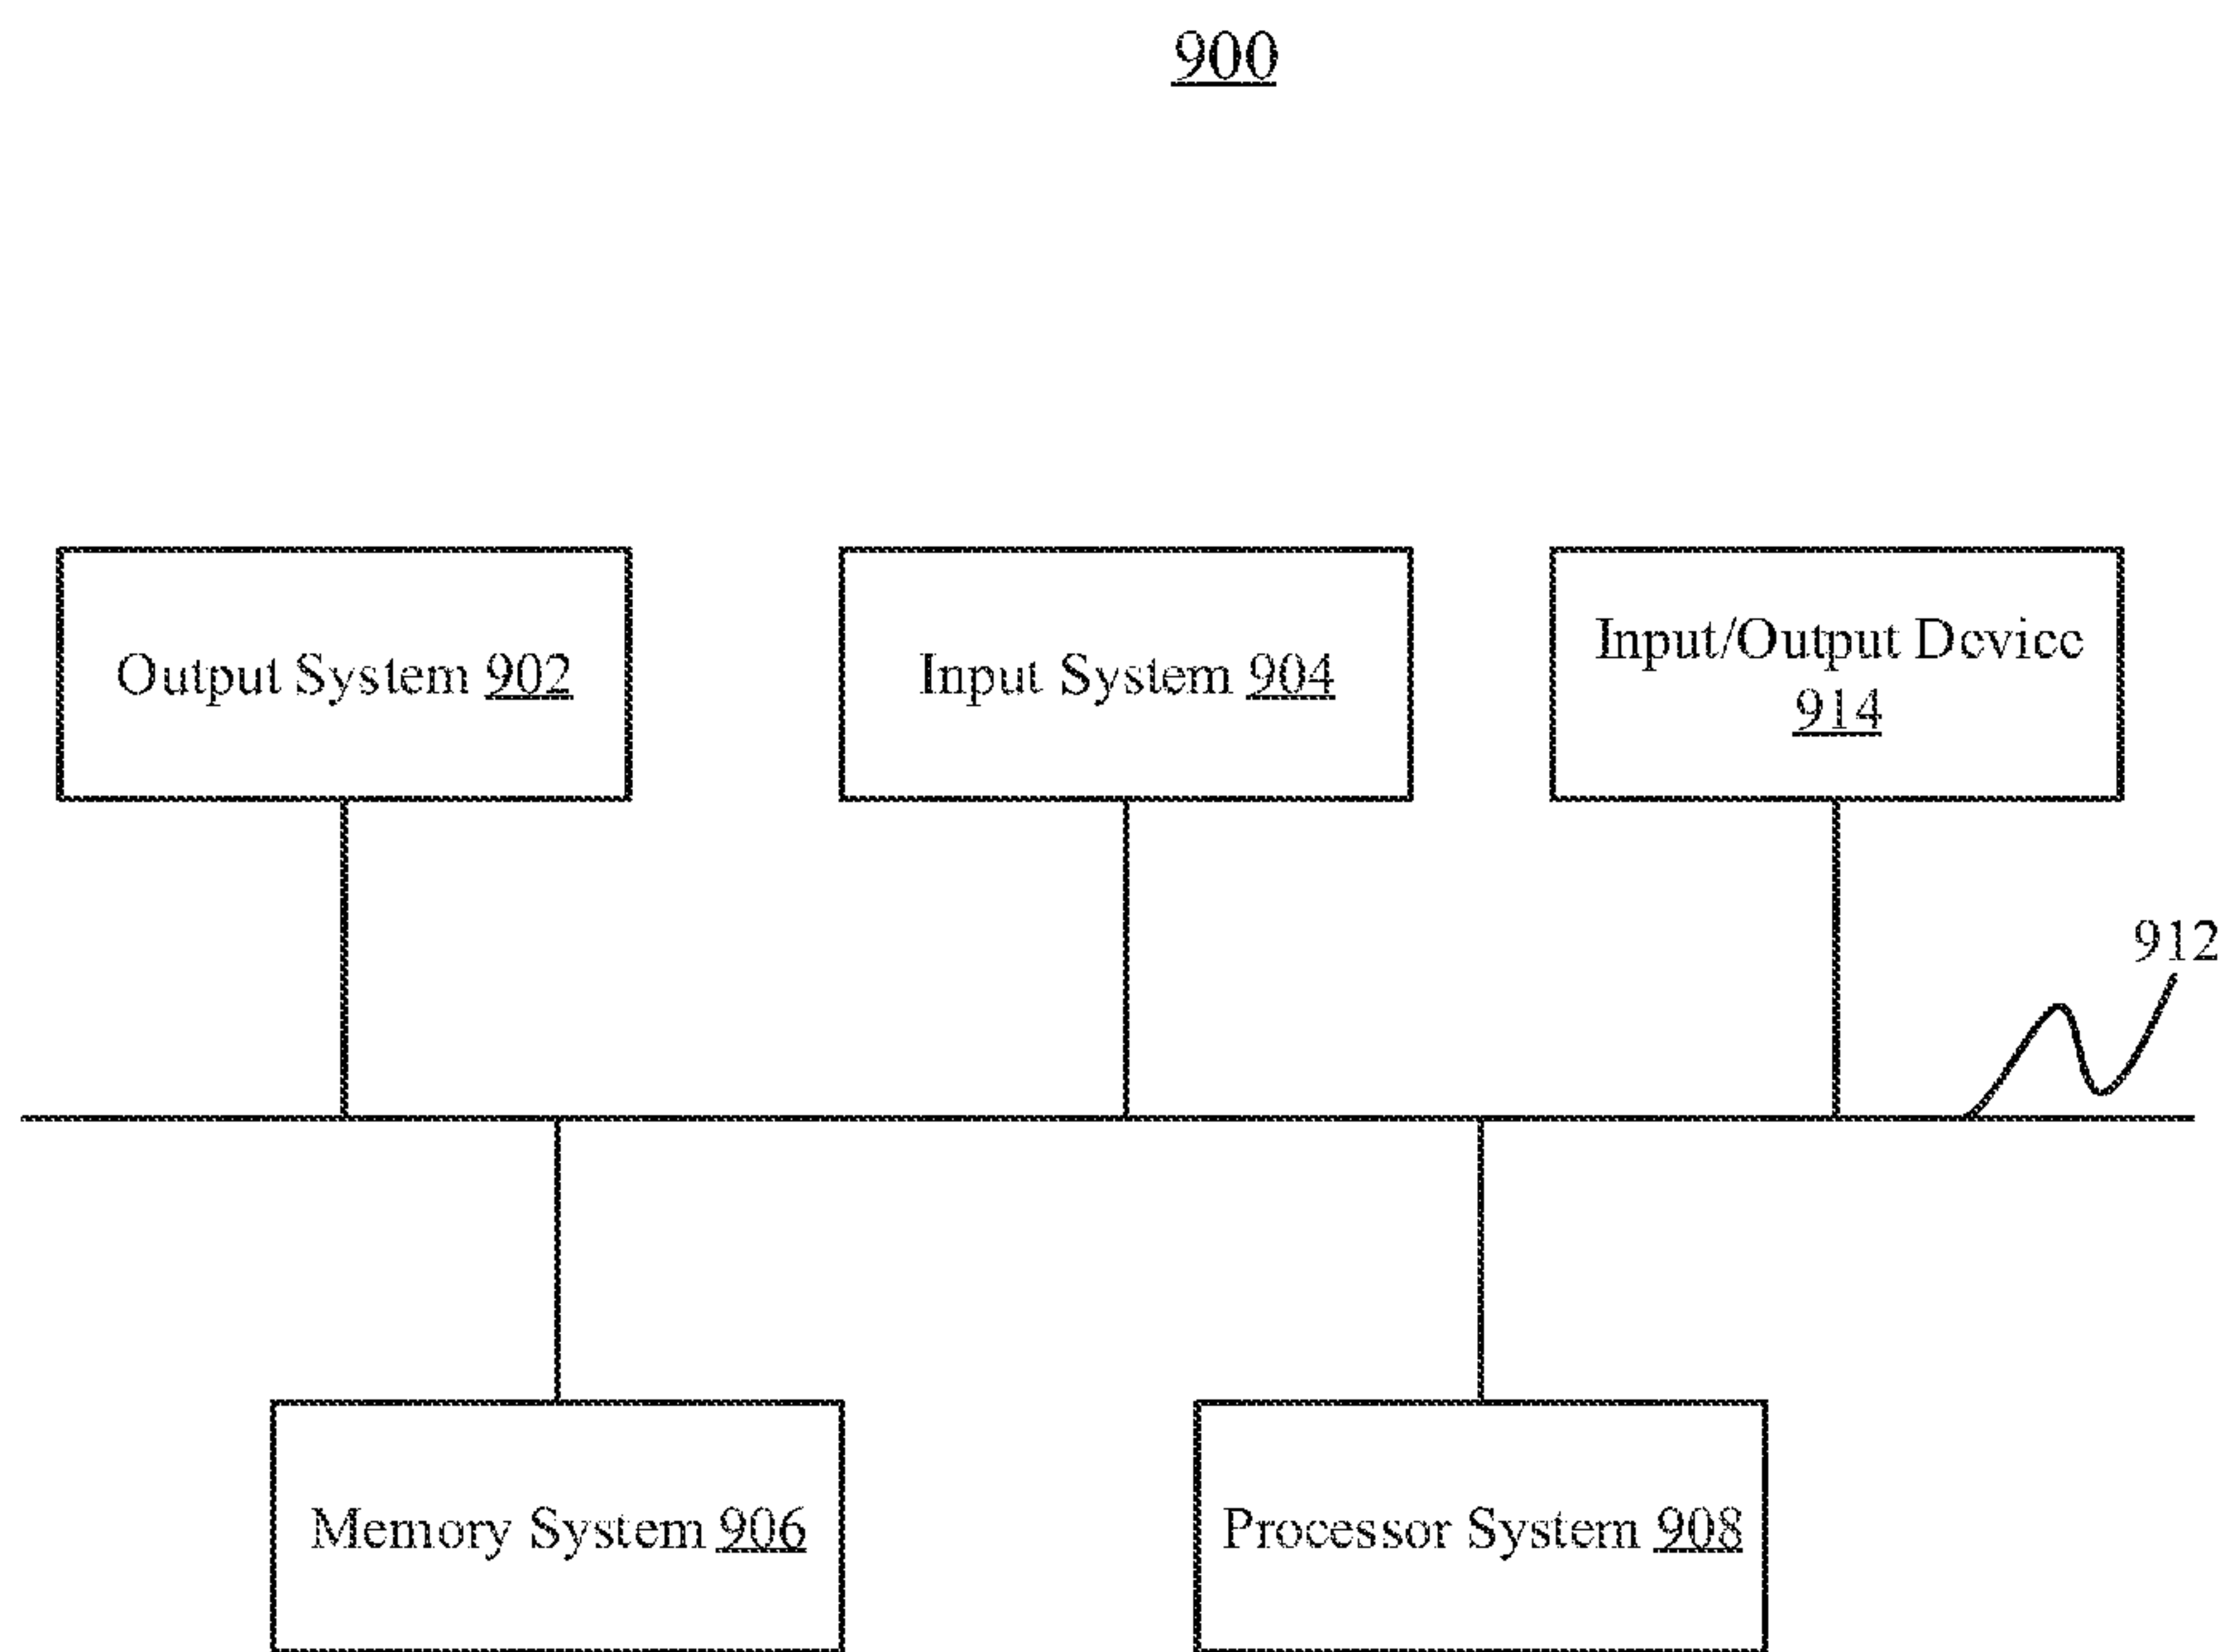 900
Output System 902
Input System 904
Input/Output Device
914
912
Memory System 906
Processor System 908